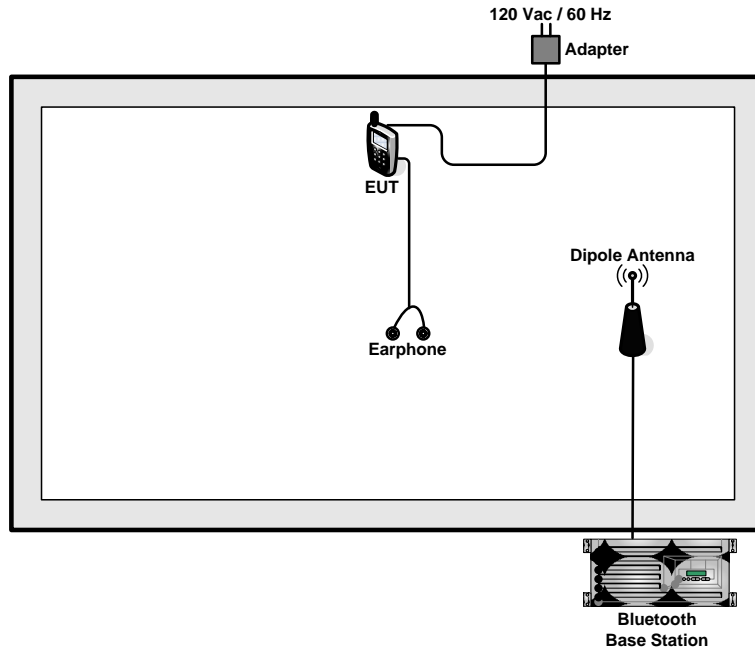 120 Vac / 60 Hz
Adapter
EUT
Dipole Antenna
Earphone
Bluetooth
Base Station